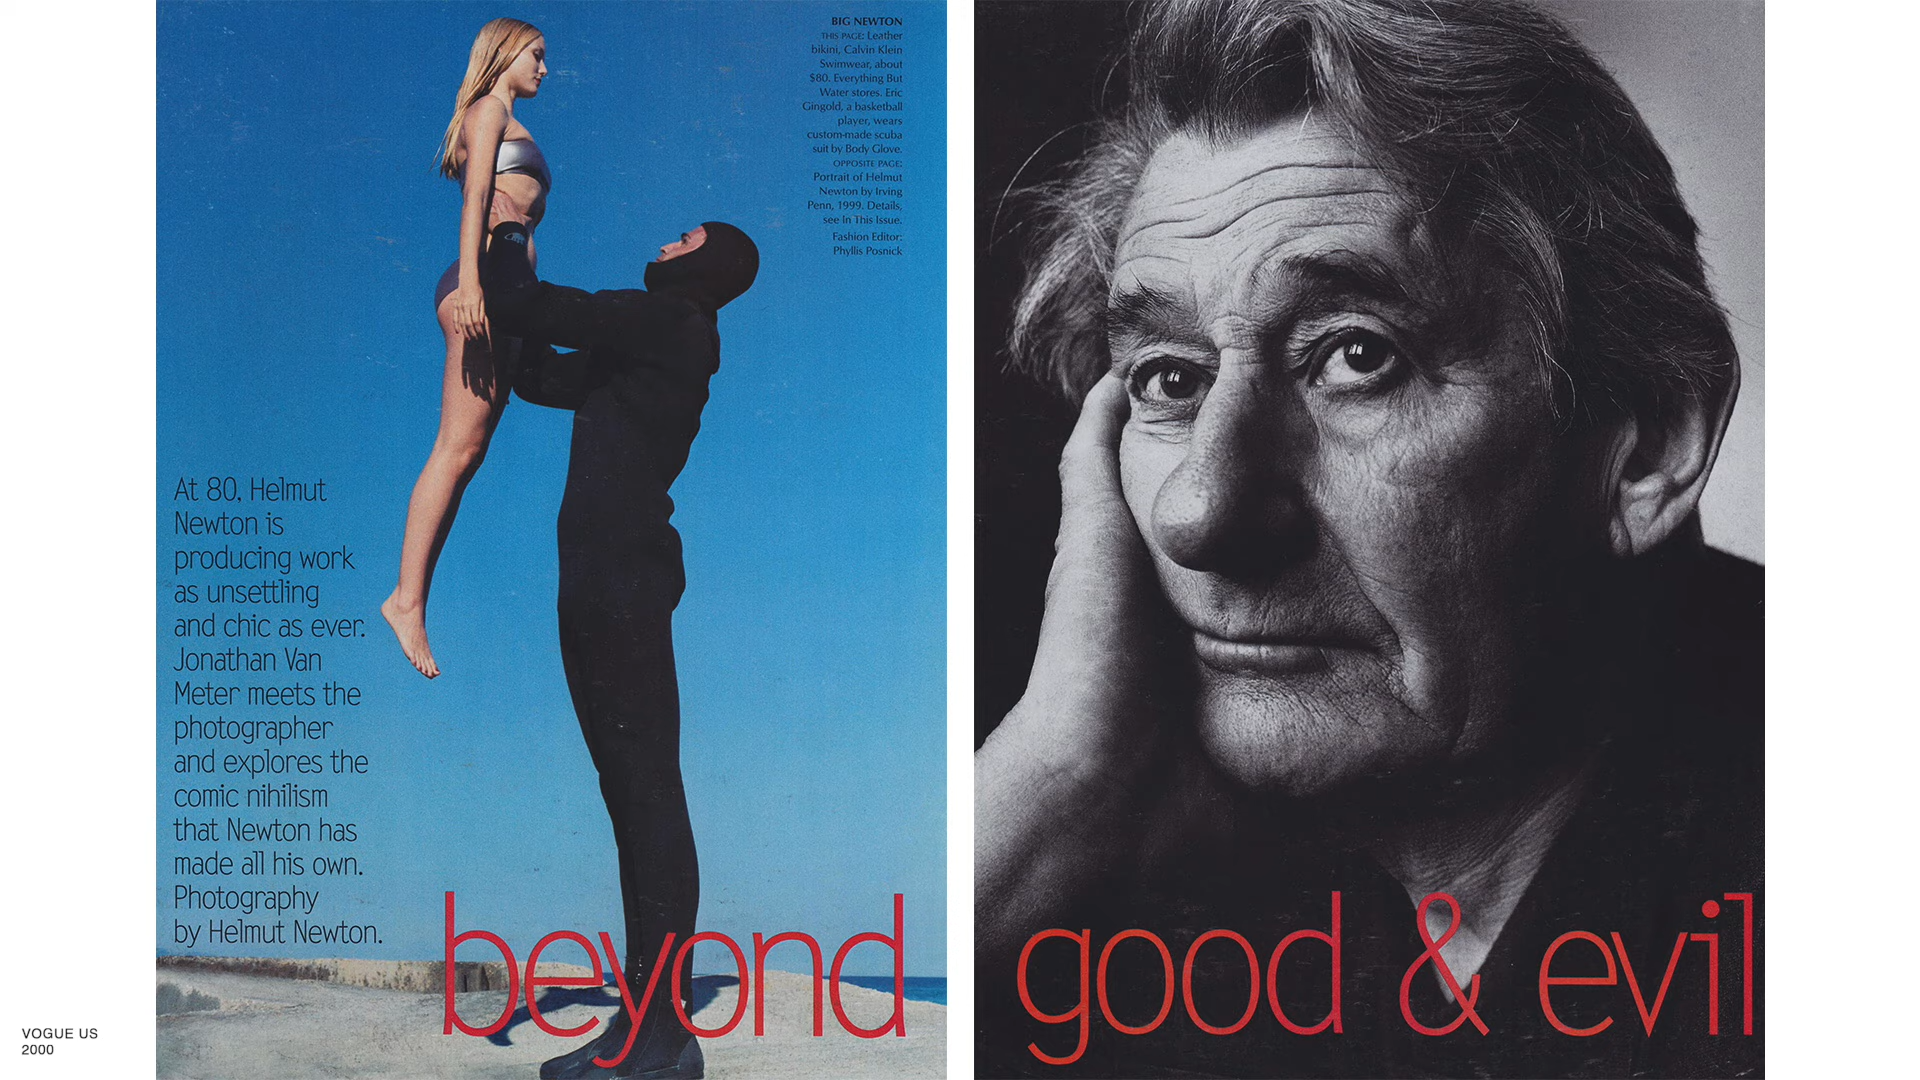 BIG NEWTON
THIS PAGE: Leather
bikini, Calvin Klein
Swimwear, about
$80. Everything But
Water stores. Eric
Gingold, a basketball
player, wears
custom-made scuba
suit by Body Glove.
OPPOSITE PAGE:
Portrait of Helmut
Newton by Irving
Penn, 1999. Details,
see In This Issue.
Fashion Editor:
Phyllis Posnick
At 80, Helmut
Newton is
producing work
as unsettling
and chic as ever.
Jonathan Van
Meter meets the
photographer
and explores the
comic nihilism
that Newton has
made all his own.
Photography
by Helmut Newton.
beyond
good & evil
VOGUE US
2000